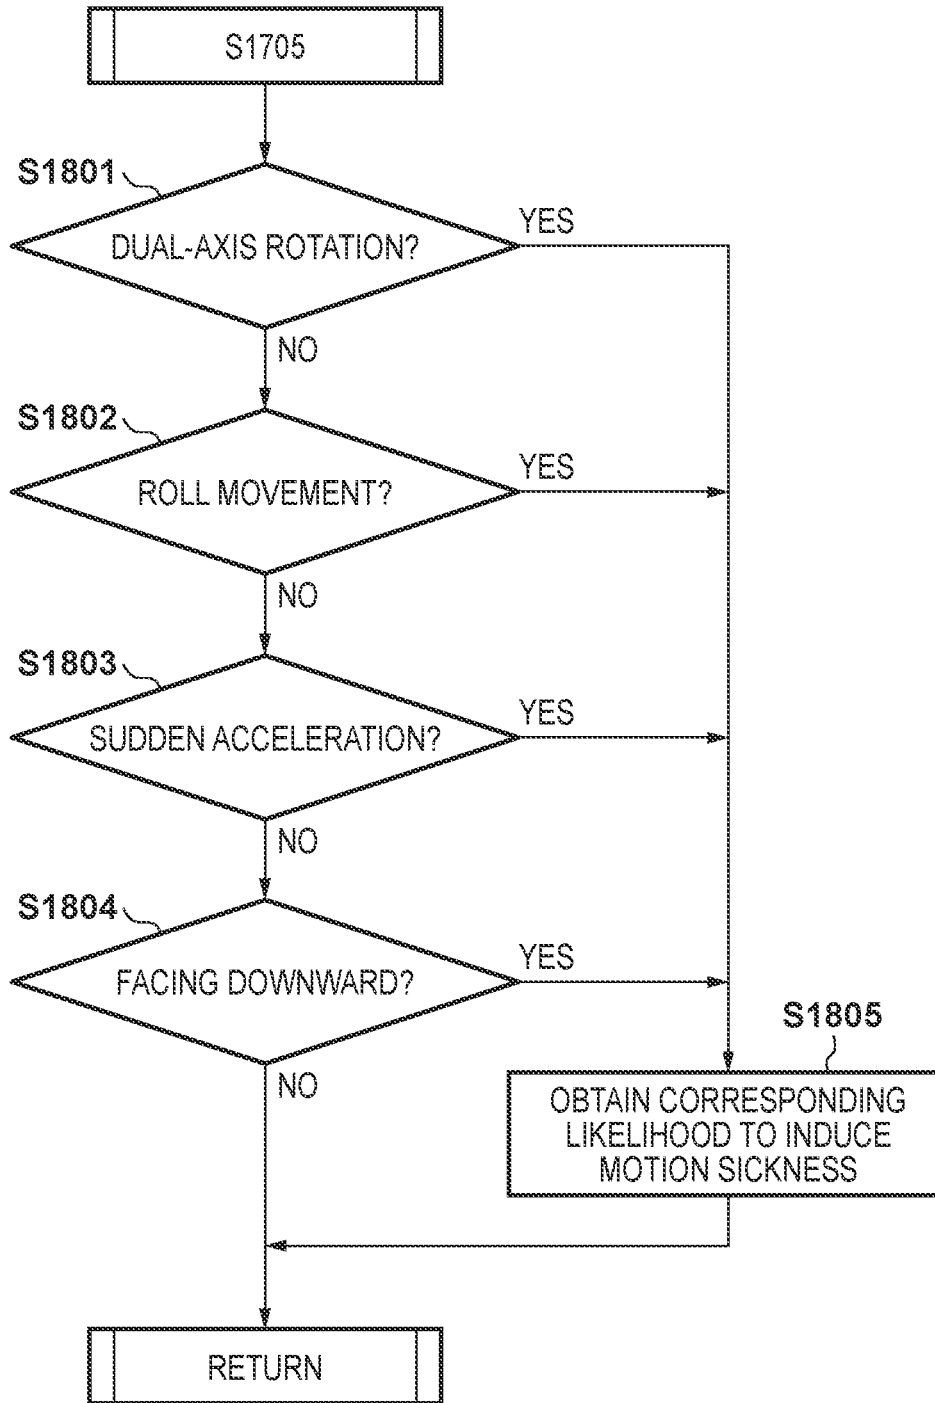 S1705
S1801
DUAL-AXIS ROTATION?
YES
NO
S1802
ROLL MOVEMENT?
YES
NO
S1803
SUDDEN ACCELERATION?
YES
NO
S1804
FACING DOWNWARD?
YES
NO
S1805
OBTAIN CORRESPONDING
LIKELIHOOD TO INDUCE
MOTION SICKNESS
RETURN